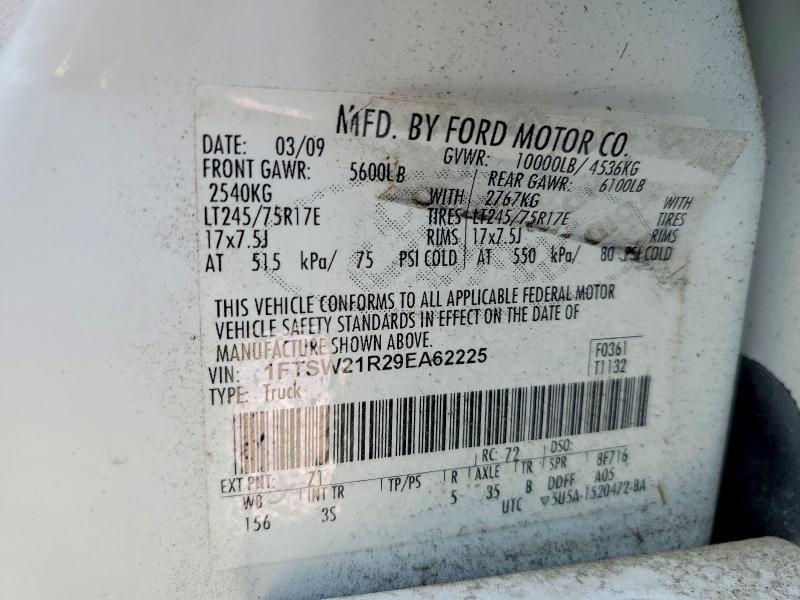 MFD. BY FORD MOTOR CO.
DATE: 03/09 GVWR: 10000LB/ 4536KG
FRONT GAWR: 5600LB REAR GAWR: 6100LB
2540KG WITH 2767KG WITH
LT245/75R17E TIRES LT245/75R17E TIRES
17x7.5J RIMS 17x7.5J RIMS
AT 515 kPa/ 75 PSI COLD AT 550 kPa/ 80 PSI COLD
THIS VEHICLE CONFORMS TO ALL APPLICABLE FEDERAL MOTOR
VEHICLE SAFETY STANDARDS IN EFFECT ON THE DATE OF
MANUFACTURE SHOWN ABOVE.
VIN: 1FTSW21R29EA62225 F0361
TYPE: Truck T1132
EXT PNT: 71 RC: 72 DSO:
WB INT TR TP/PS R AXLE TR SPR 8F716
156 3S 5 35 B DDFF A05
UTC ▽5U5A-1520472-BA